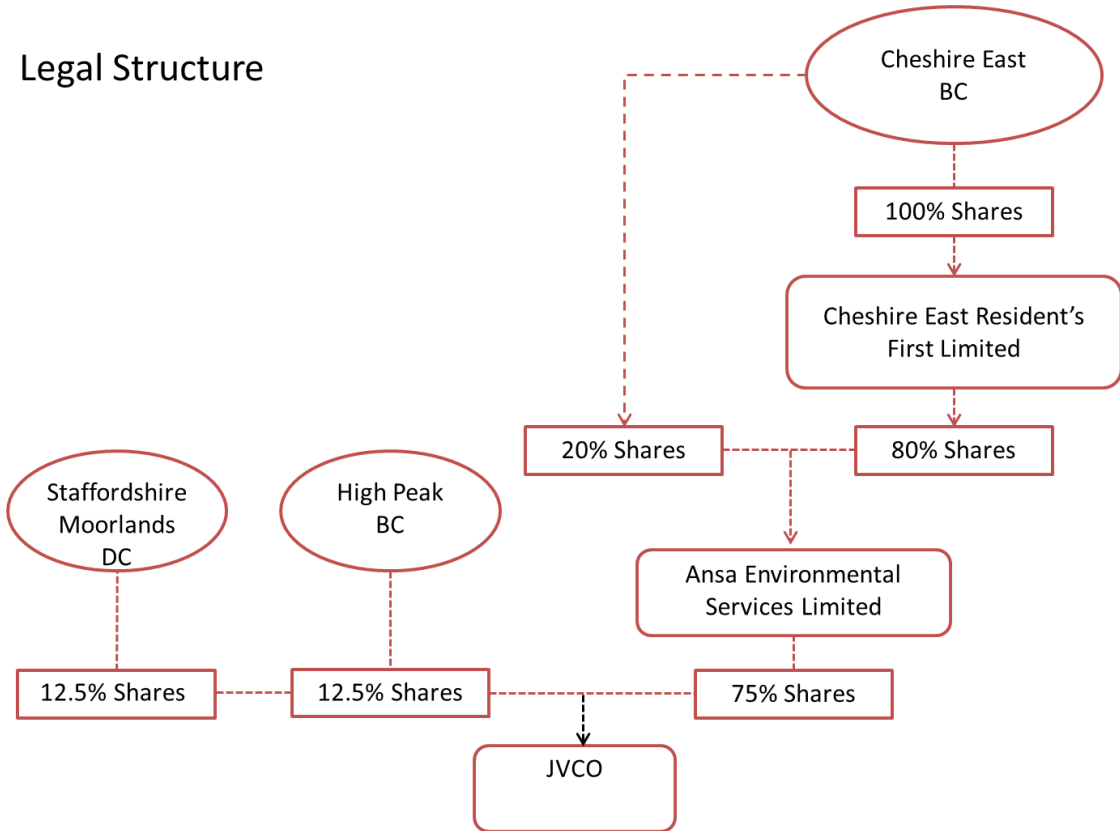 Legal Structure
Cheshire East
BC
100% Shares
Cheshire East Resident’s
First Limited
20% Shares
80% Shares
Staffordshire
Moorlands
DC
High Peak
BC
Ansa Environmental
Services Limited
12.5% Shares
12.5% Shares
75% Shares
JVCO